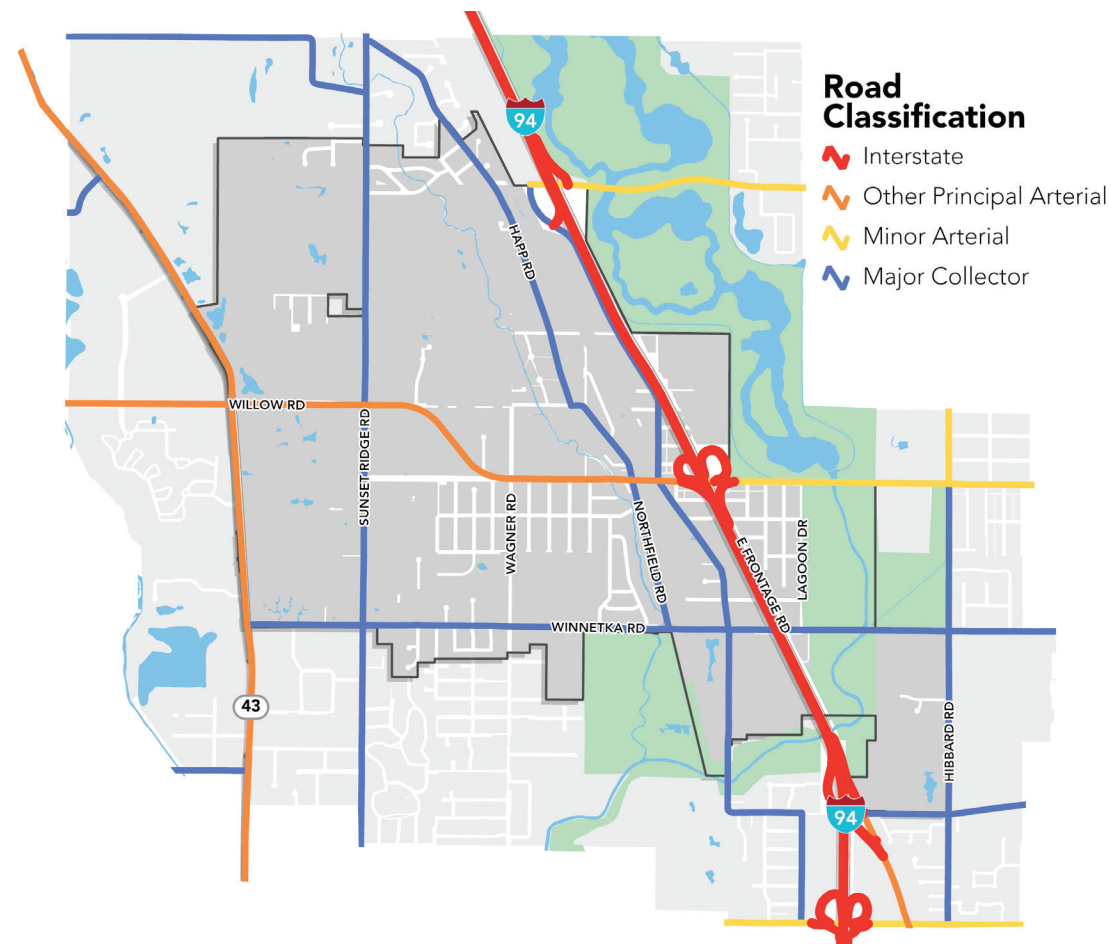 94
Road
Classification
Interstate
Other Principal Arterial
Minor Arterial
Major Collector
HAPP RD
WILLOW RD
SUNSET RIDGE RD
WAGNER RD
NORTHFIELD RD
E FRONTAGE RD
LAGOON DR
WINNETKA RD
43
HIBBARD RD
94